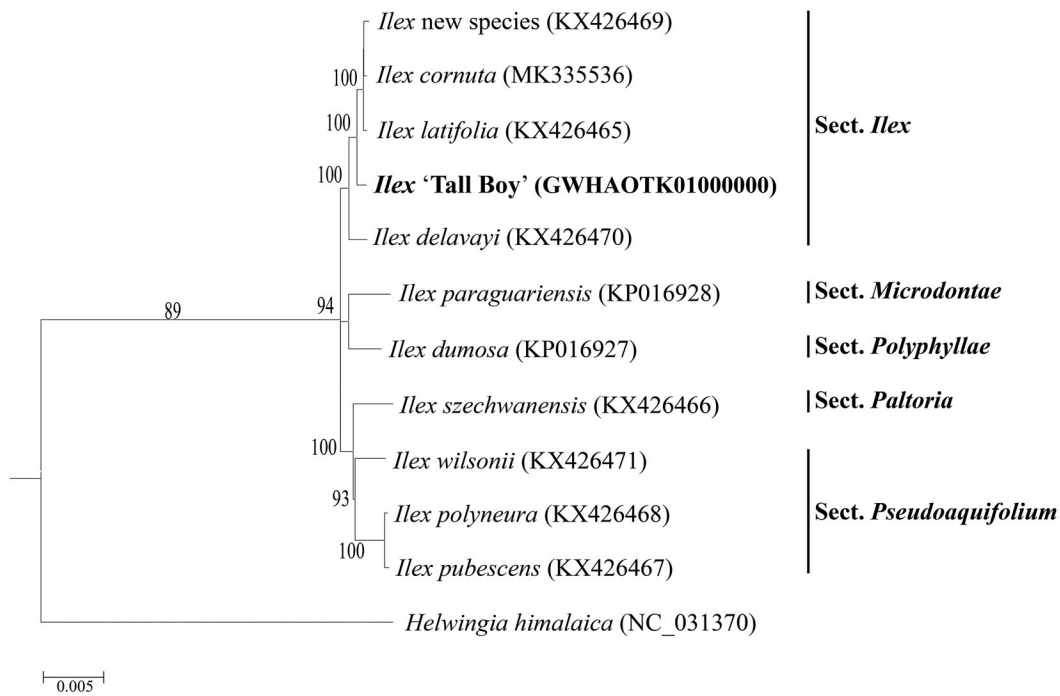 Ilex new species (KX426469)
100
Ilex cornuta (MK335536)
100
Ilex latifolia (KX426465)
Sect. Ilex
100
Ilex ‘Tall Boy’ (GWHAOTK01000000)
Ilex delavayi (KX426470)
89
94
Ilex paraguariensis (KP016928)
Sect. Microdontae
Ilex dumosa (KP016927)
Sect. Polyphyllae
Ilex szechwanensis (KX426466)
Sect. Paltoria
100
Ilex wilsonii (KX426471)
93
Ilex polyneura (KX426468)
Sect. Pseudoaquifolium
100
Ilex pubescens (KX426467)
Helwingia himalaica (NC_031370)
0.005